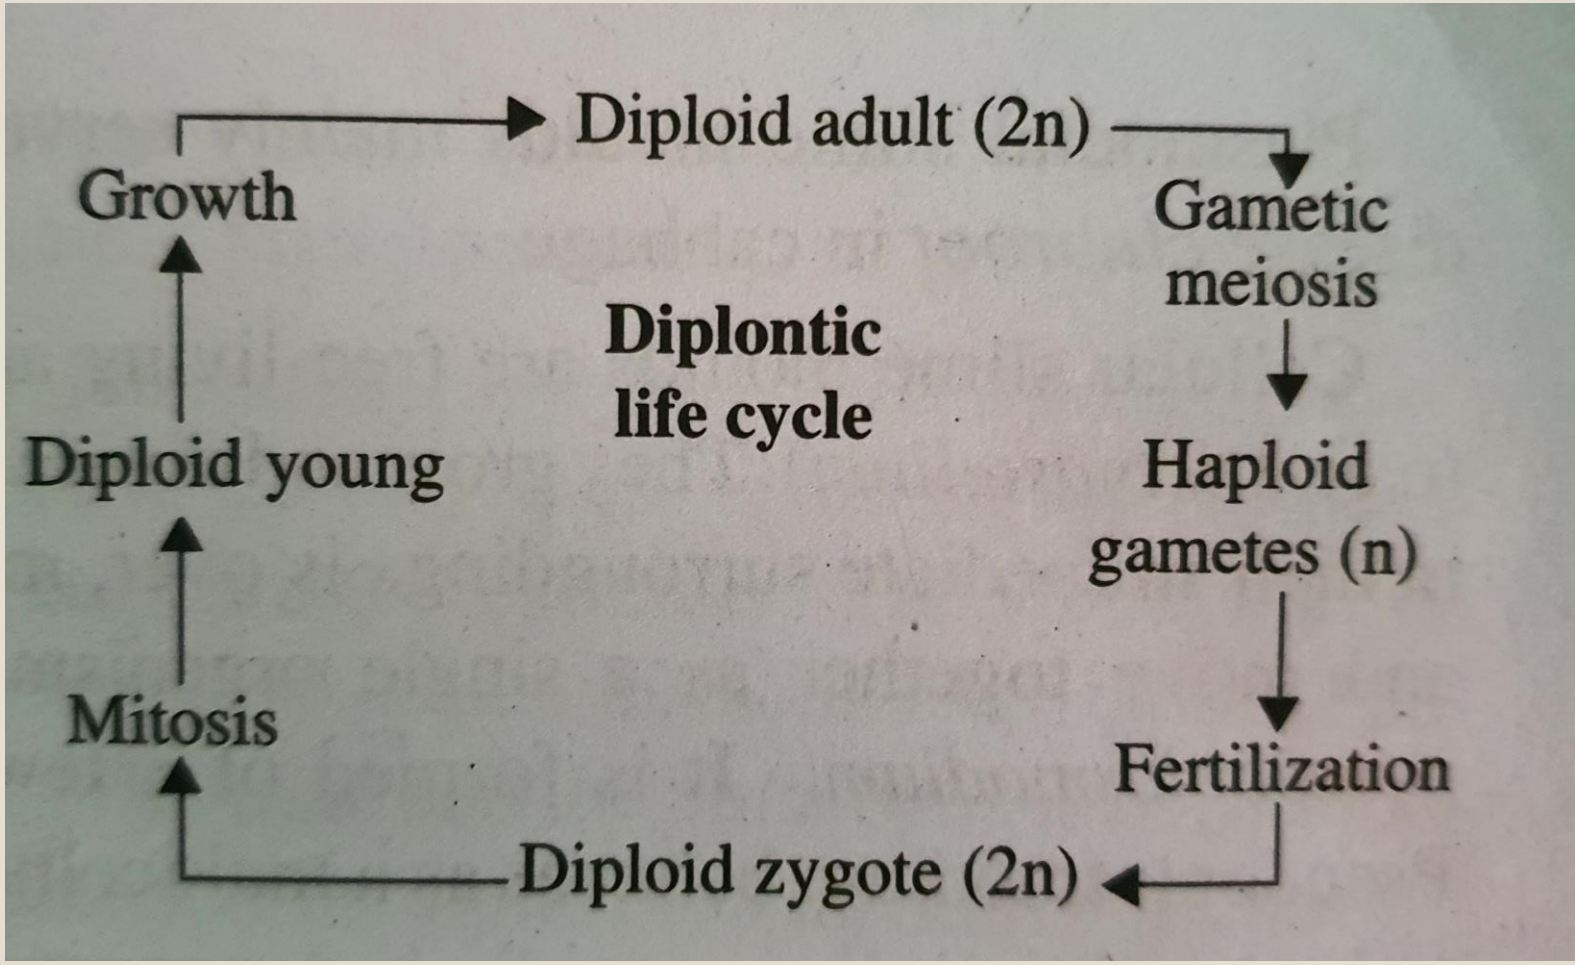 Diploid adult (2n)
Growth
Gametic
meiosis
Diplontic
life cycle
Diploid young
Haploid
gametes (n)
Mitosis
Fertilization
Diploid zygote (2n)